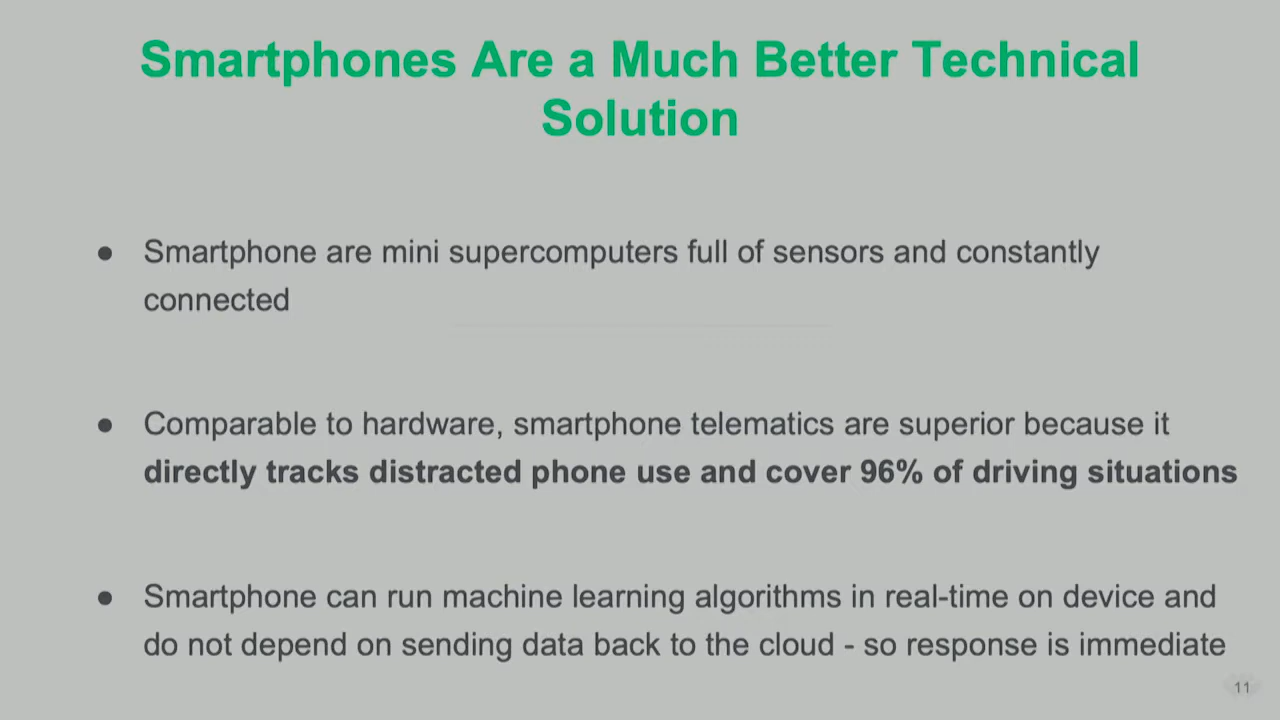 Smartphones Are a Much Better Technical
Solution
● Smartphone are mini supercomputers full of sensors and constantly
connected
● Comparable to hardware, smartphone telematics are superior because it
directly tracks distracted phone use and cover 96% of driving situations
● Smartphone can run machine learning algorithms in real-time on device and
do not depend on sending data back to the cloud - so response is immediate
11